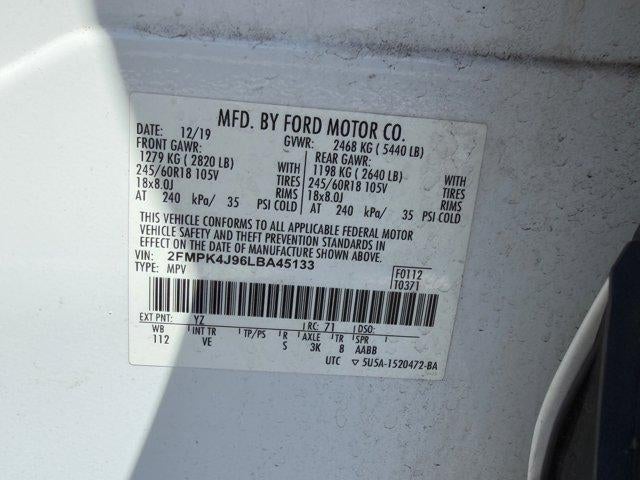 MFD. BY FORD MOTOR CO.
DATE: 12/19 GVWR: 2468 KG ( 5440 LB)
FRONT GAWR: REAR GAWR:
1279 KG ( 2820 LB) WITH 1198 KG ( 2640 LB) WITH
245/60R18 105V TIRES 245/60R18 105V TIRES
18x8.0J RIMS 18x8.0J RIMS
AT 240 kPa/ 35 PSI COLD AT 240 kPa/ 35 PSI COLD
THIS VEHICLE CONFORMS TO ALL APPLICABLE FEDERAL MOTOR
VEHICLE SAFETY AND THEFT PREVENTION STANDARDS IN
EFFECT ON THE DATE OF MANUFACTURE SHOWN ABOVE.
VIN: 2FMPK4J96LBA45133
TYPE: MPV F0112
T0371
EXT PNT: YZ RC: 71 DSO:
WB INT TR TP/PS R AXLE TR SPR
112 VE S 3K 8 AABB
UTC ▽ 5U5A-1520472-BA